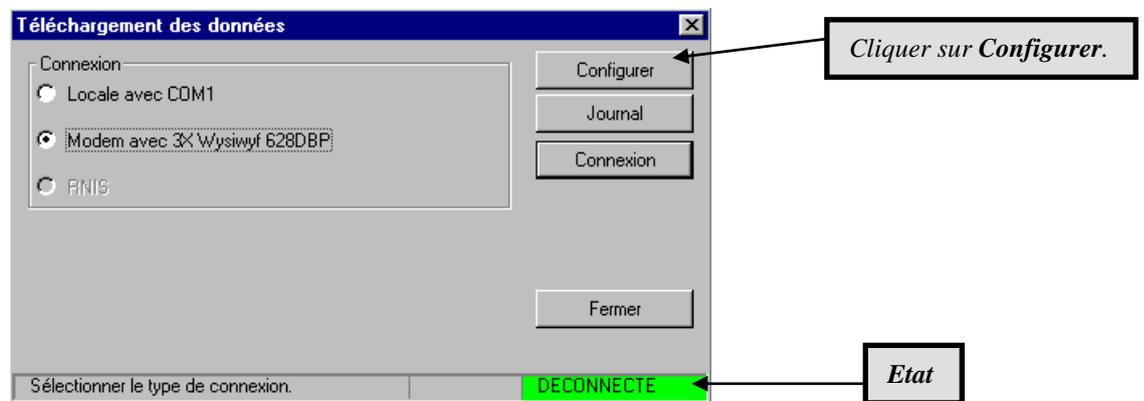 Téléchargement des données
Connexion
Locale avec COM1
Modem avec 3X Wysiwyf 628DBP
RNIS
Configurer
Journal
Connexion
Fermer
Sélectionner le type de connexion.
DECONNECTE
Cliquer sur Configurer.
Etat